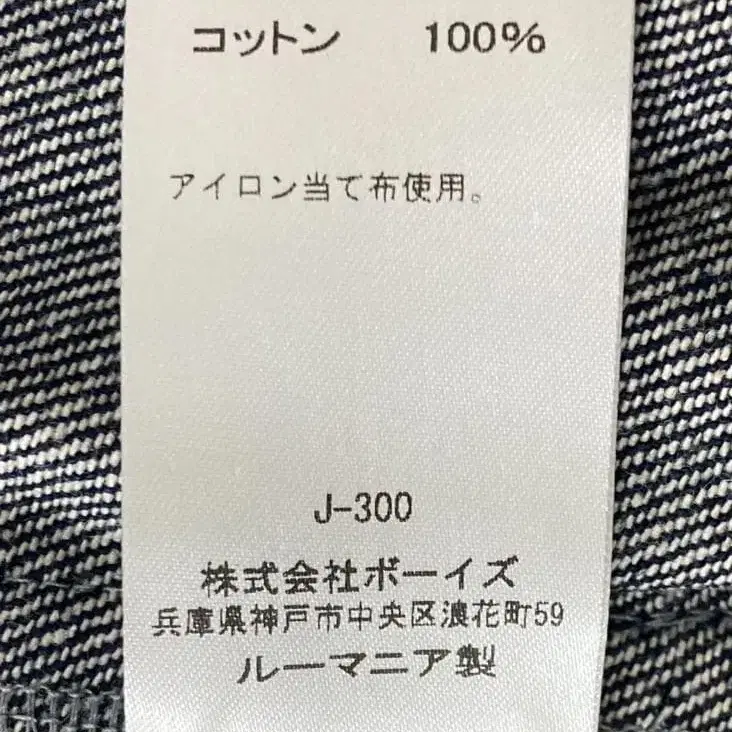 コットン 100%
アイロン当て布使用。
J-300
株式会社ボーイズ
兵庫県神戸市中央区浪花町59
ルーマニア製